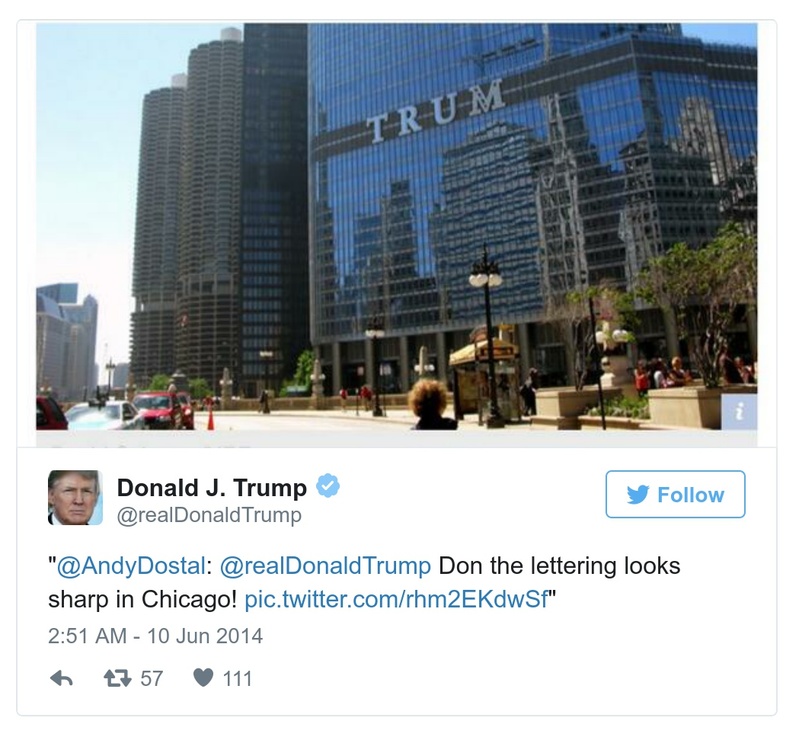 TRUM
i
Donald J. Trump
@realDonaldTrump
Follow
"@AndyDostal: @realDonaldTrump Don the lettering looks
sharp in Chicago! pic.twitter.com/rhm2EKdwSf"
2:51 AM - 10 Jun 2014
57 111